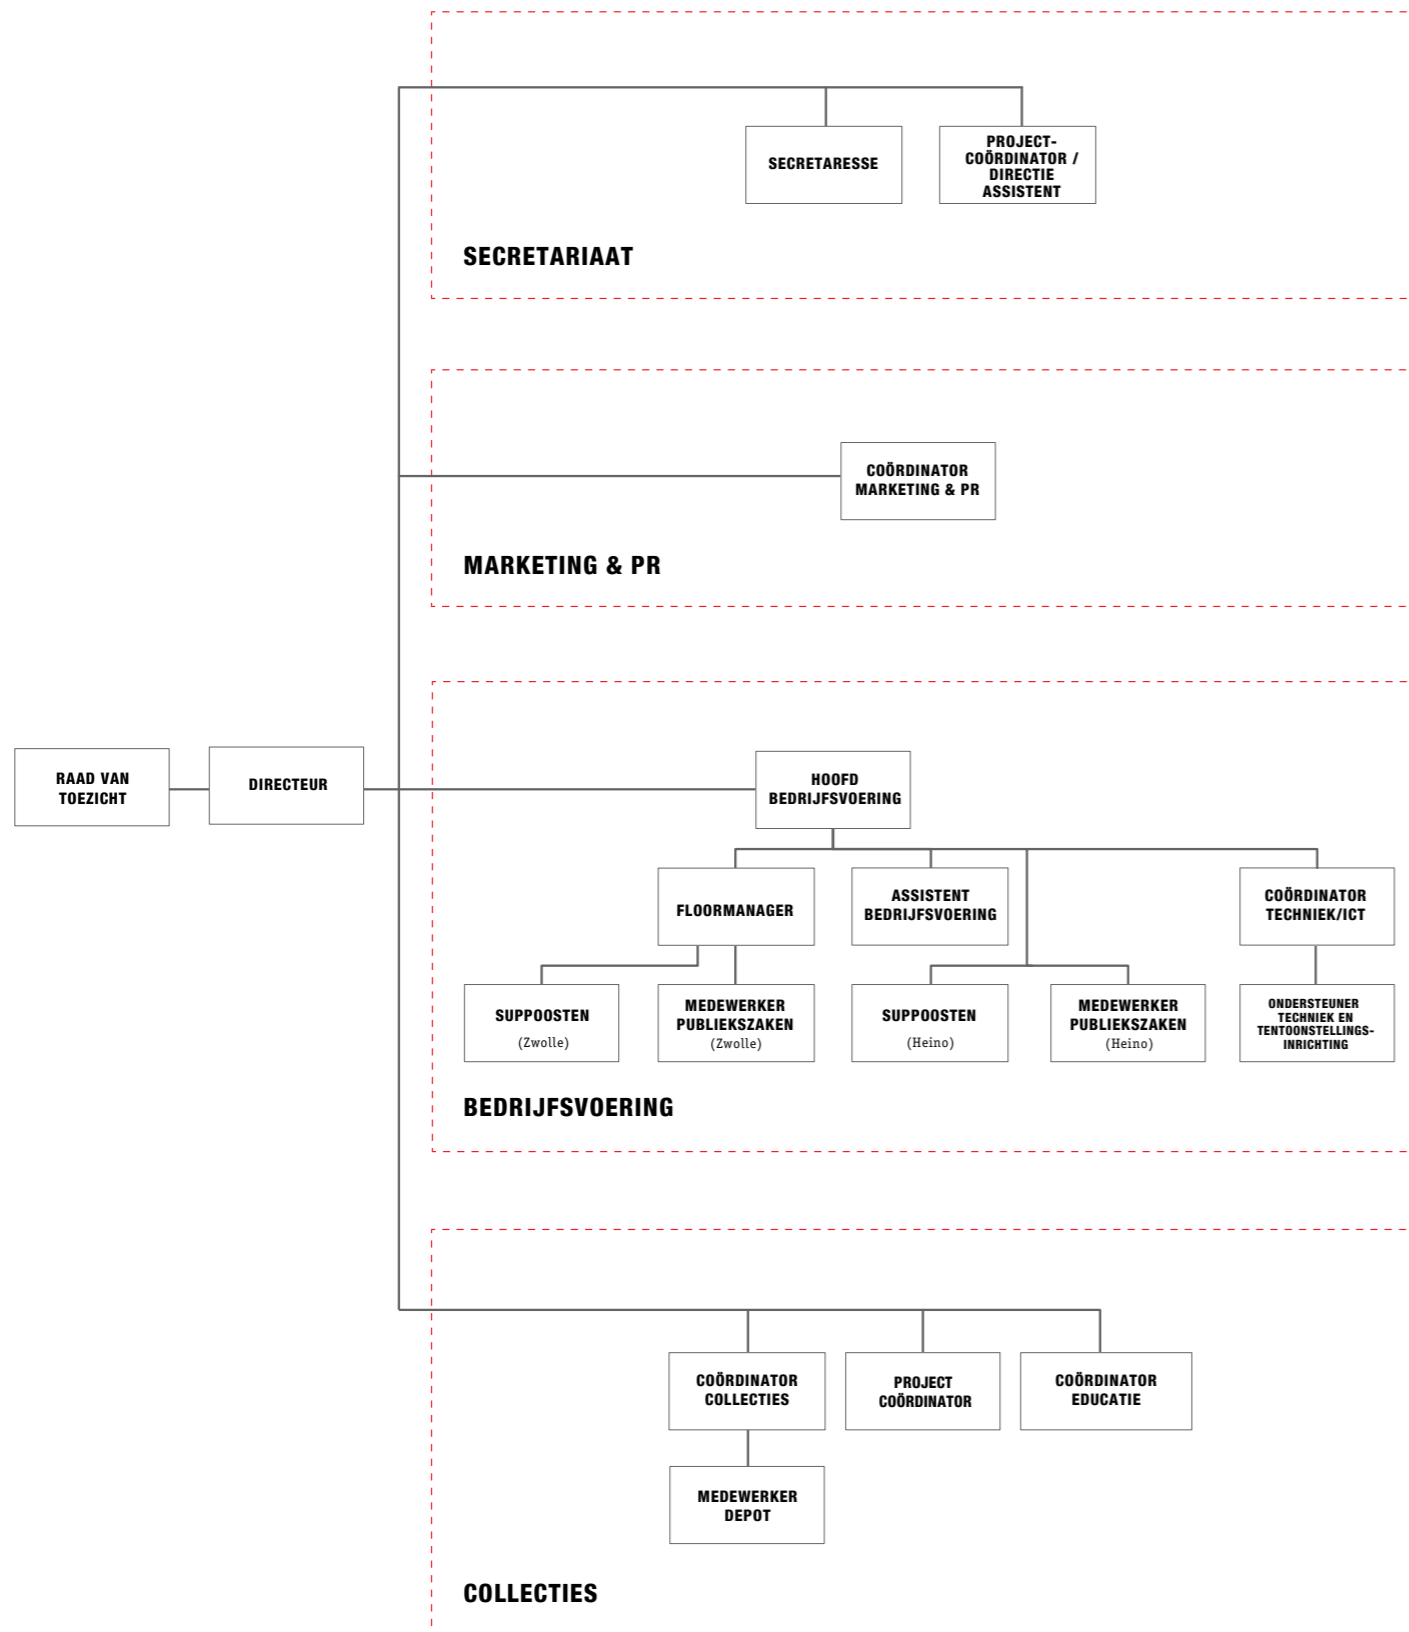 SECRETARESSE
PROJECT-
COÖRDINATOR /
DIRECTIE
ASSISTENT
SECRETARIAAT
COÖRDINATOR
MARKETING & PR
MARKETING & PR
RAAD VAN
TOEZICHT
DIRECTEUR
HOOFD
BEDRIJFSVOERING
FLOORMANAGER
ASSISTENT
BEDRIJFSVOERING
COÖRDINATOR
TECHNIEK/ICT
SUPPOOSTEN
(Zwolle)
MEDEWERKER
PUBLIEKSZAKEN
(Zwolle)
SUPPOOSTEN
(Heino)
MEDEWERKER
PUBLIEKSZAKEN
(Heino)
ONDERSTEUNER
TECHNIEK EN
TENTOONSTELLINGS-
INRICHTING
BEDRIJFSVOERING
COÖRDINATOR
COLLECTIES
PROJECT
COÖRDINATOR
COÖRDINATOR
EDUCATIE
MEDEWERKER
DEPOT
COLLECTIES